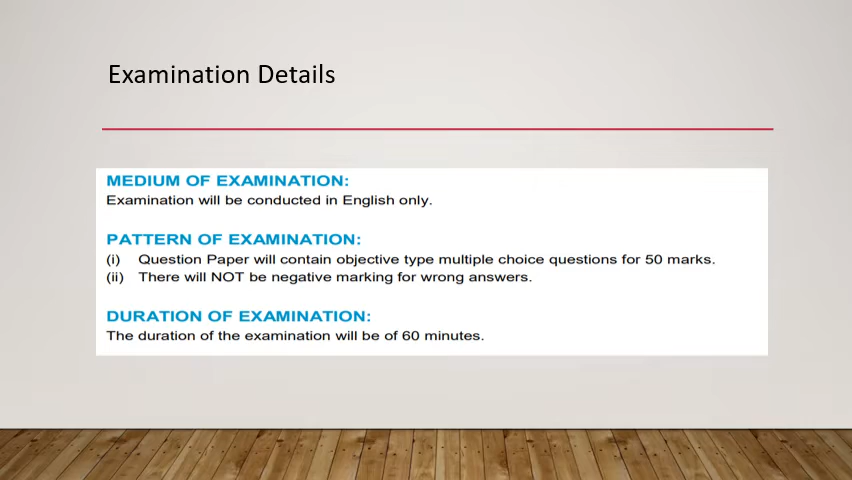 Examination Details
MEDIUM OF EXAMINATION:
Examination will be conducted in English only.
PATTERN OF EXAMINATION:
(i) Question Paper will contain objective type multiple choice questions for 50 marks.
(ii) There will NOT be negative marking for wrong answers.
DURATION OF EXAMINATION:
The duration of the examination will be of 60 minutes.